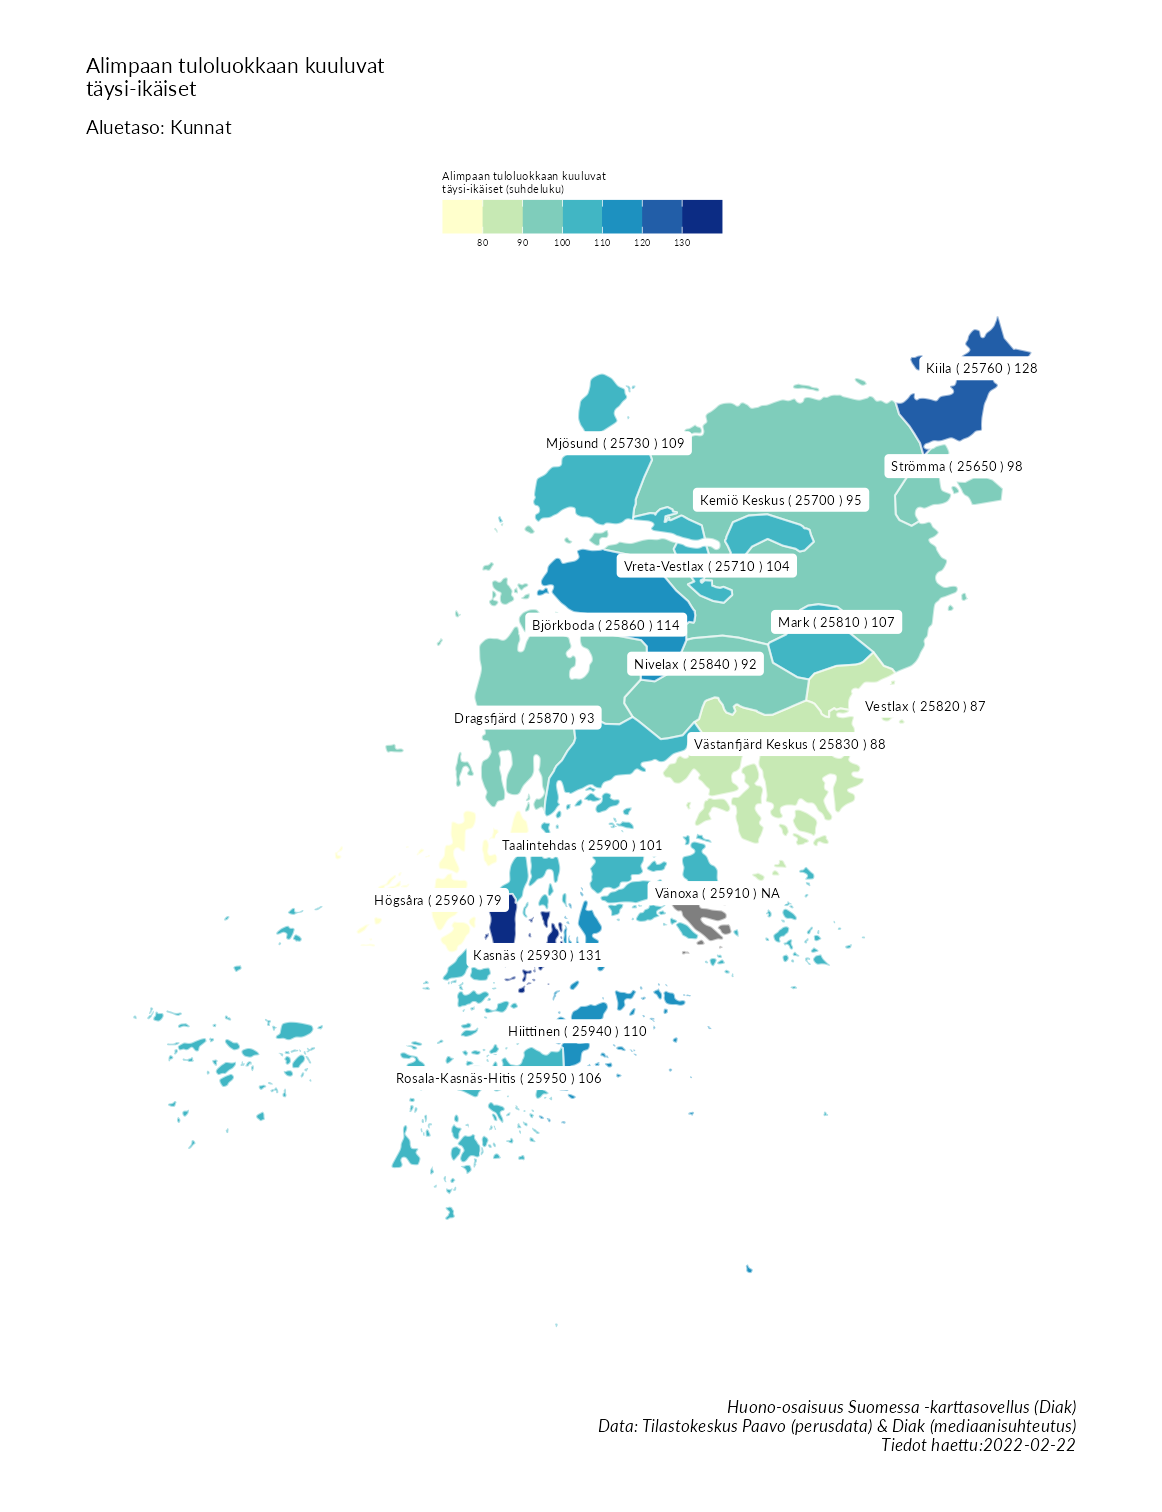 Alimpaan tuloluokkaan kuuluvat
täysi-ikäiset
Aluetaso: Kunnat
Alimpaan tuloluokkaan kuuluvat
täysi-ikäiset (suhdeluku)
80 90 100 110 120 130
Kiila ( 25760 ) 128
Mjösund ( 25730 ) 109
Strömma ( 25650 ) 98
Kemiö Keskus ( 25700 ) 95
Vreta-Vestlax ( 25710 ) 104
Björkboda ( 25860 ) 114
Mark ( 25810 ) 107
Nivelax ( 25840 ) 92
Vestlax ( 25820 ) 87
Dragsfjärd ( 25870 ) 93
Västanfjärd Keskus ( 25830 ) 88
Taalintehdas ( 25900 ) 101
Vänoxa ( 25910 ) NA
Högsåra ( 25960 ) 79
Kasnäs ( 25930 ) 131
Hiittinen ( 25940 ) 110
Rosala-Kasnäs-Hitis ( 25950 ) 106
Huono-osaisuus Suomessa -karttasovellus (Diak)
Data: Tilastokeskus Paavo (perusdata) & Diak (mediaanisuhteutus)
Tiedot haettu:2022-02-22